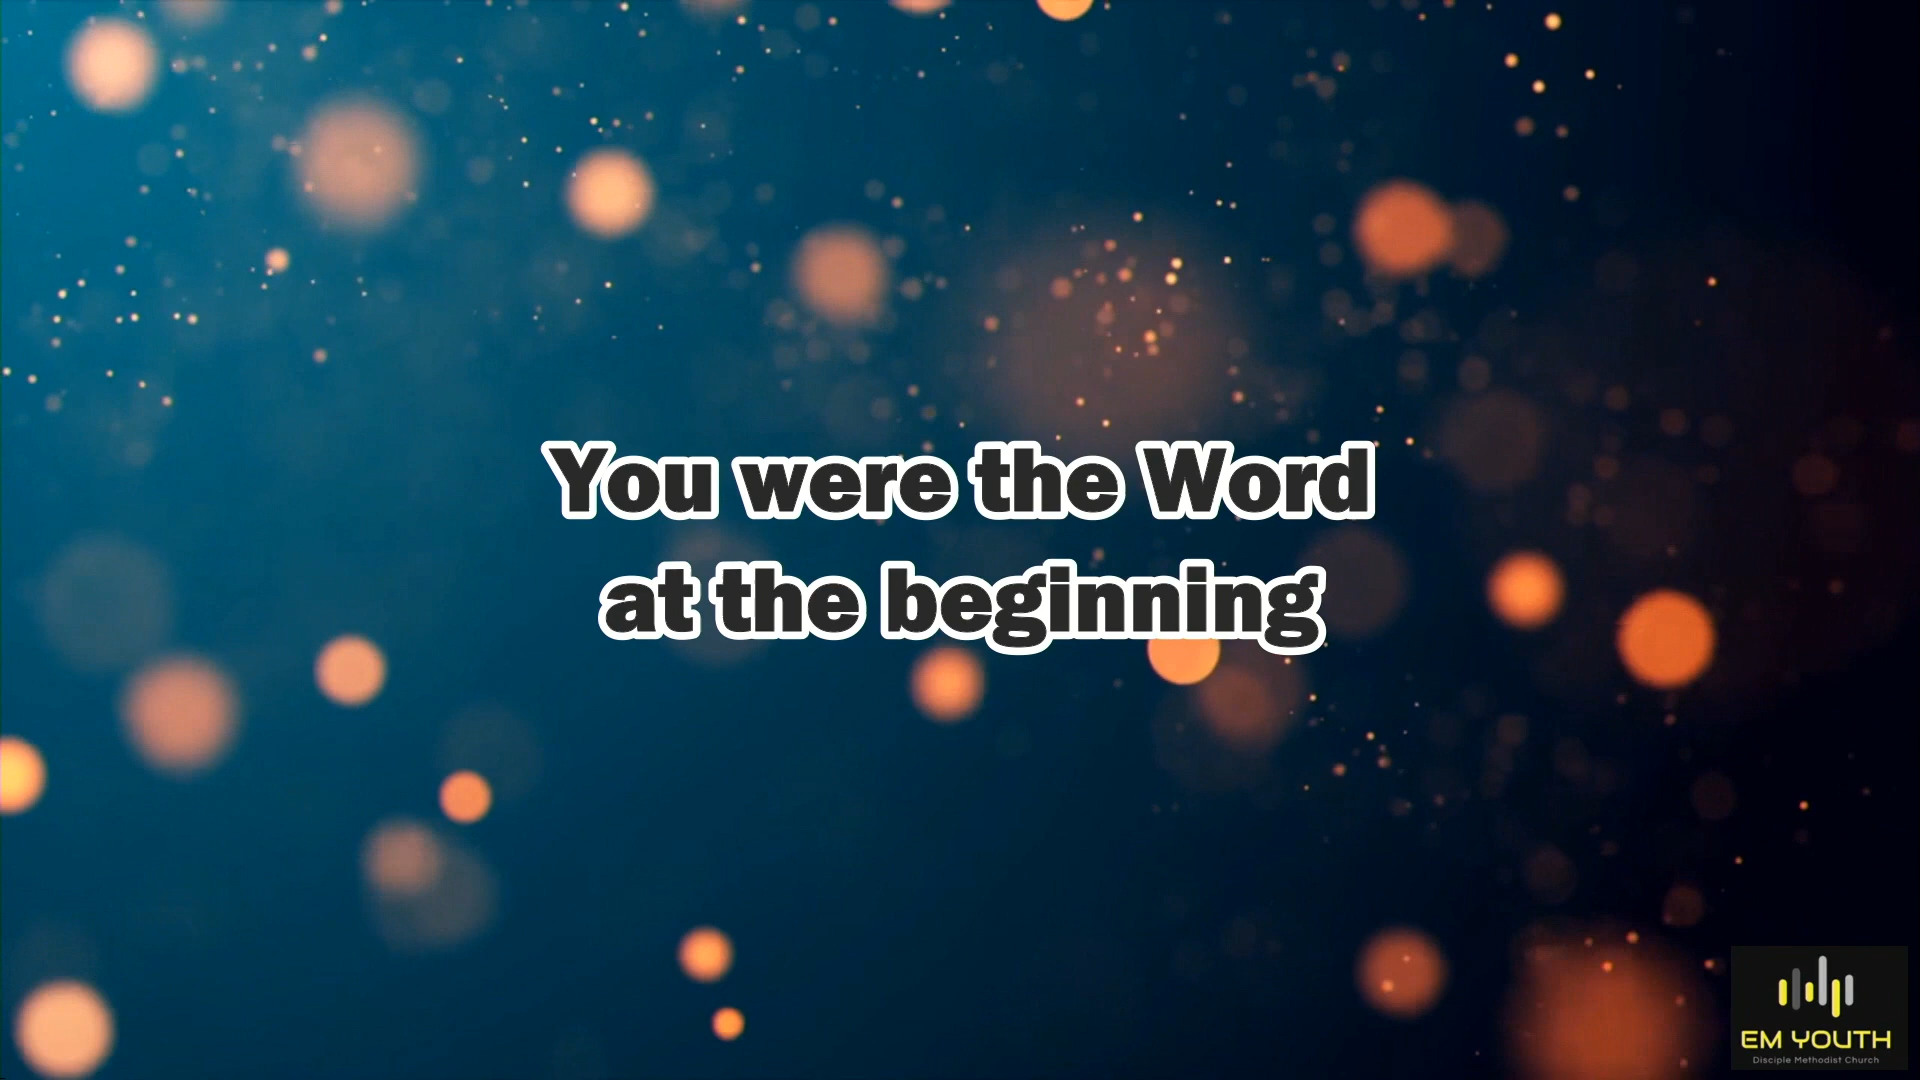 You were the Word
at the beginning
EM YOUTH
Disciple Methodist Church